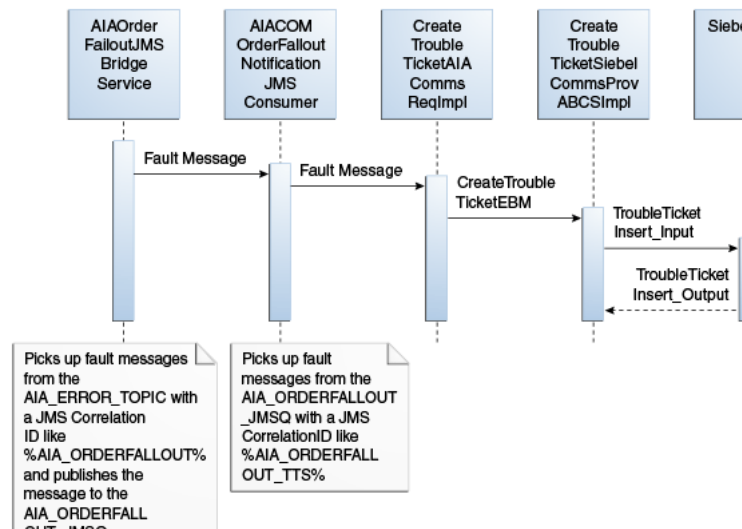 AIAOrder
FailoutJMS
Bridge
Service
AIACOM
OrderFallout
Notification
JMS
Consumer
Create
Trouble
TicketAIA
Comms
ReqImpl
Create
Trouble
TicketSiebel
CommsProv
ABCSImpl
Fault Message
Fault Message
CreateTrouble
TicketEBM
TroubleTicket
Insert_Input
TroubleTicket
Insert_Output
Picks up fault messages
from the
AIA_ERROR_TOPIC with
a JMS Correlation
ID like
%AIA_ORDERFALLOUT%
and publishes the
message to the
AIA_ORDERFALL
Picks up fault
messages from the
AIA_ORDERFALLOUT
_JMSQ with a JMS
CorrelationID like
%AIA_ORDERFALL
OUT_TTS%